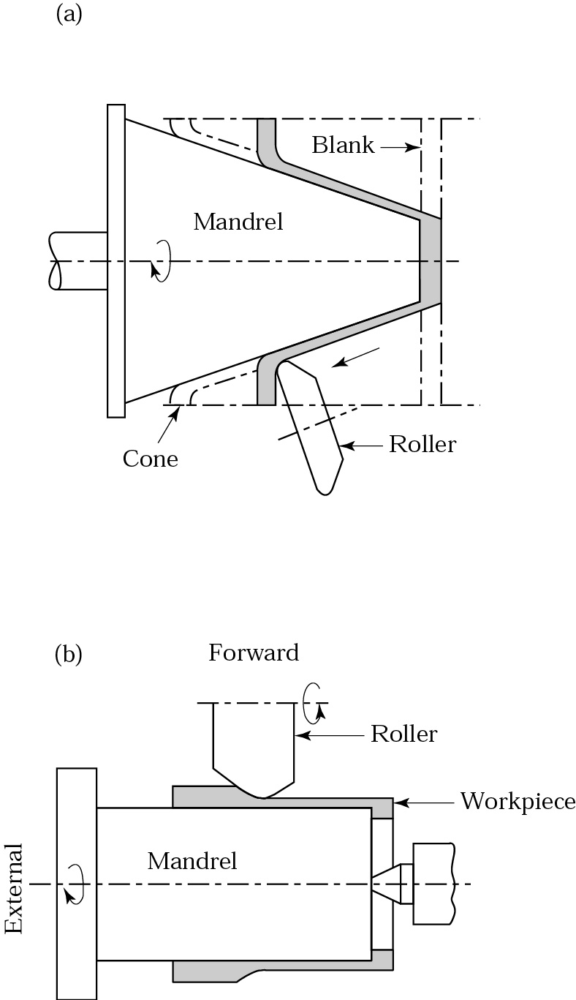 (a)
Blank
Mandrel
Cone
Roller
(b)
Forward
Roller
Workpiece
Mandrel
External